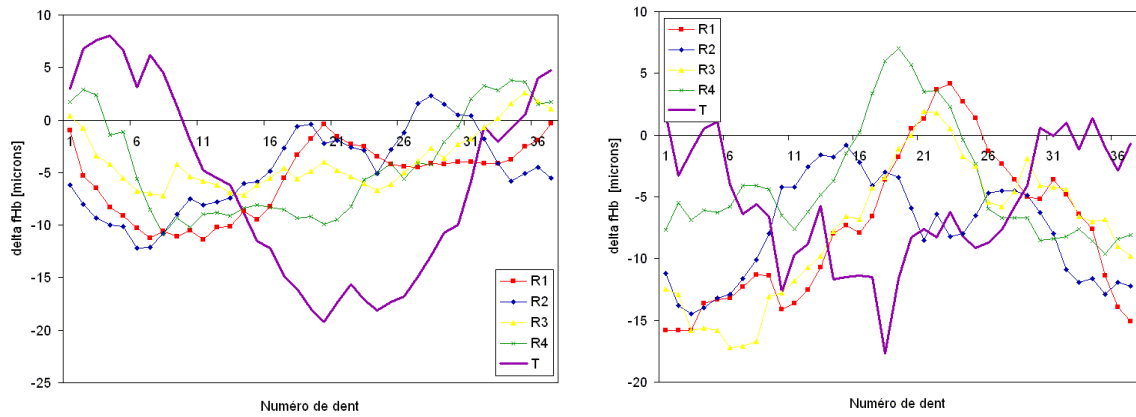 10
5
0
-5
-10
-15
-20
-25
delta fHb [microns]
1 6 11 16 21 26 31 36
Numéro de dent
R1
R2
R3
R4
T
10
5
0
-5
-10
-15
-20
delta fHb [microns]
1 6 11 16 21 26 31 36
Numéro de dent
R1
R2
R3
R4
T